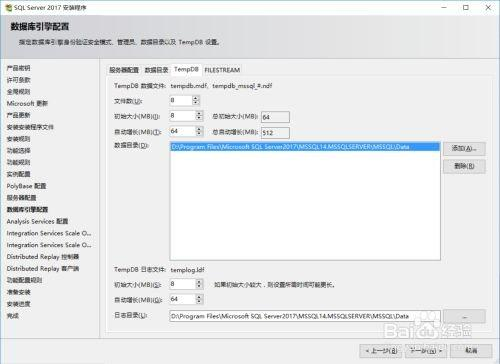 SQL Server 2017 安装程序
数据库引擎配置
指定数据库引擎身份验证安全模式、管理员、数据目录以及 TempDB 设置。
产品密钥
许可条款
全局规则
Microsoft 更新
产品更新
安装安装程序文件
安装规则
功能选择
功能规则
实例配置
PolyBase 配置
服务器配置
数据库引擎配置
Analysis Services 配置
Integration Services Scale O...
Integration Services Scale O...
Distributed Replay 控制器
Distributed Replay 客户端
功能配置规则
准备安装
安装进度
完成
服务器配置 数据目录 TempDB FILESTREAM
TempDB 数据文件: tempdb.mdf, tempdb_mssql_#.ndf
文件数(U): 8
初始大小(MB)(I): 8 总初始大小(MB): 64
自动增长(MB)(T): 64 总自动增长(MB): 512
数据目录(D): D:\Program Files\Microsoft SQL Server2017\MSSQL14.MSSQLSERVER\MSSQL\Data
添加(A)...
删除(R)
TempDB 日志文件: templog.ldf
初始大小(MB)(S): 8 如果初始大小较大，则设置所需时间可能更长。
自动增长(MB)(G): 64
日志目录(L): D:\Program Files\Microsoft SQL Server2017\MSSQL14.MSSQLSERVER\MSSQL\Data ...
< 上一步(B) 下一步(N) > 取消
Baidu 经验